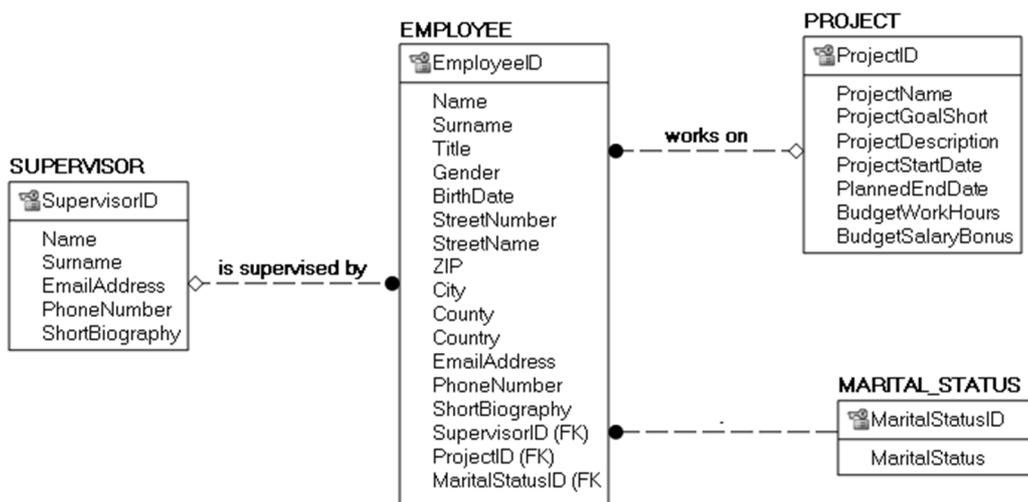 SUPERVISOR
SupervisorID
Name
Surname
EmailAddress
PhoneNumber
ShortBiography
is supervised by
EMPLOYEE
EmployeeID
Name
Surname
Title
Gender
BirthDate
StreetNumber
StreetName
ZIP
City
County
Country
EmailAddress
PhoneNumber
ShortBiography
SupervisorID (FK)
ProjectID (FK)
MaritalStatusID (FK
works on
PROJECT
ProjectID
ProjectName
ProjectGoalShort
ProjectDescription
ProjectStartDate
PlannedEndDate
BudgetWorkHours
BudgetSalaryBonus
MARITAL_STATUS
MaritalStatusID
MaritalStatus